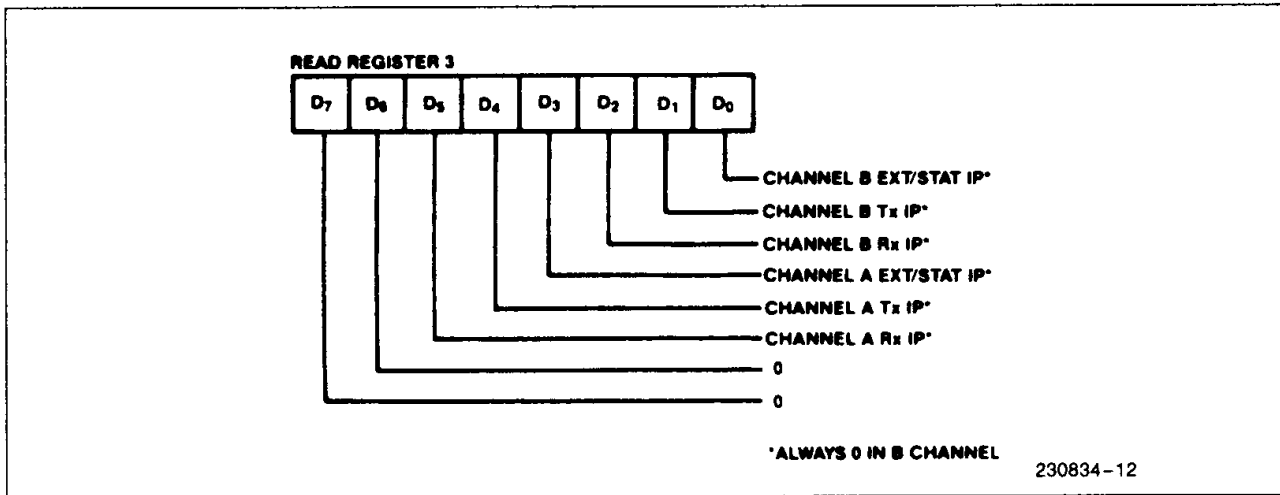 READ REGISTER 3
D7 D6 D5 D4 D3 D2 D1 D0
CHANNEL B EXT/STAT IP*
CHANNEL B Tx IP*
CHANNEL B Rx IP*
CHANNEL A EXT/STAT IP*
CHANNEL A Tx IP*
CHANNEL A Rx IP*
0
0
*ALWAYS 0 IN B CHANNEL
230834-12